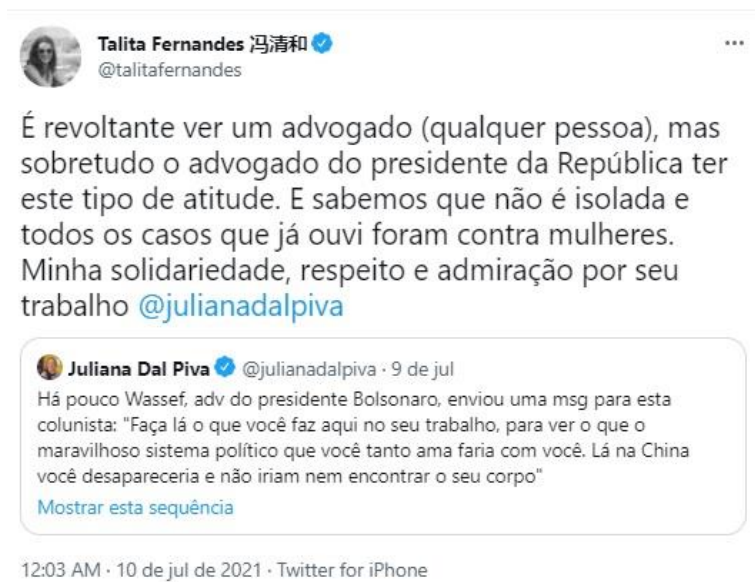 Talita Fernandes 冯清和
@talitafernandes
É revoltante ver um advogado (qualquer pessoa), mas
sobretudo o advogado do presidente da República ter
este tipo de atitude. E sabemos que não é isolada e
todos os casos que já ouvi foram contra mulheres.
Minha solidariedade, respeito e admiração por seu
trabalho @julianadalpiva
Juliana Dal Piva @julianadalpiva · 9 de jul
Há pouco Wassef, adv do presidente Bolsonaro, enviou uma msg para esta
colunista: "Faça lá o que você faz aqui no seu trabalho, para ver o que o
maravilhoso sistema político que você tanto ama faria com você. Lá na China
você desapareceria e não iriam nem encontrar o seu corpo"
Mostrar esta sequência
12:03 AM · 10 de jul de 2021 · Twitter for iPhone